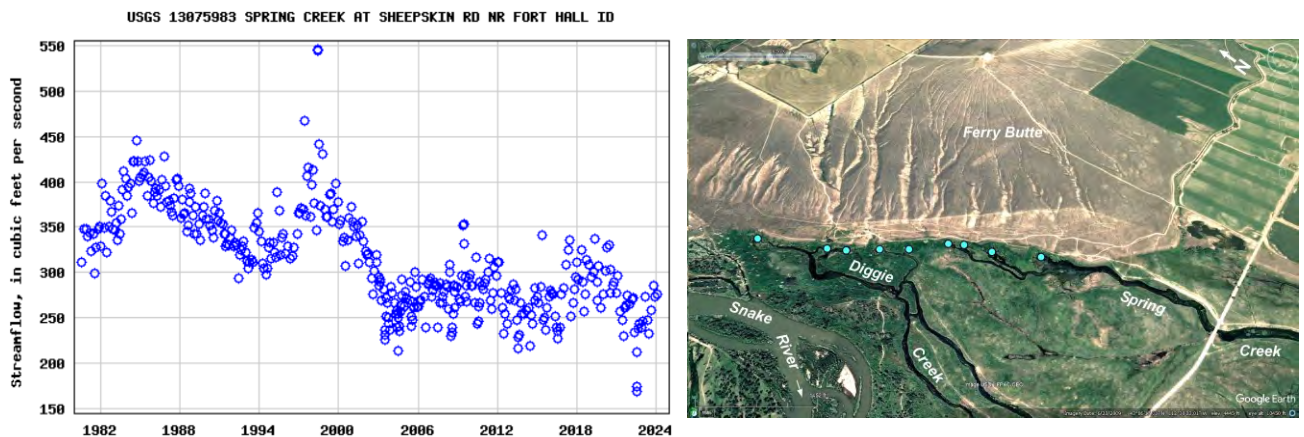 USGS 13075983 SPRING CREEK AT SHEEPSKIN RD NR FORT HALL ID
Streamflow, in cubic feet per second
550
500
450
400
350
300
250
200
150
1982
1988
1994
2000
2006
2012
2018
2024
N
Ferry Butte
Diggie
Creek
Snake
River
Spring
Creek
Google Earth